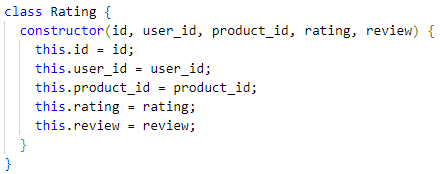 class Rating {
  constructor(id, user_id, product_id, rating, review) {
    this.id = id;
    this.user_id = user_id;
    this.product_id = product_id;
    this.rating = rating;
    this.review = review;
  }
}